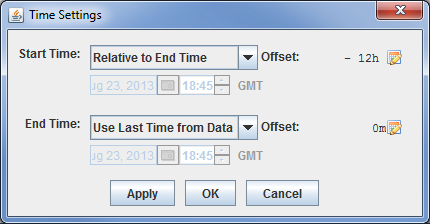 Time Settings
Start Time: Relative to End Time Offset: - 12h
ug 23, 2013 18:45 GMT
End Time: Use Last Time from Data Offset: 0m
ug 23, 2013 18:45 GMT
Apply OK Cancel